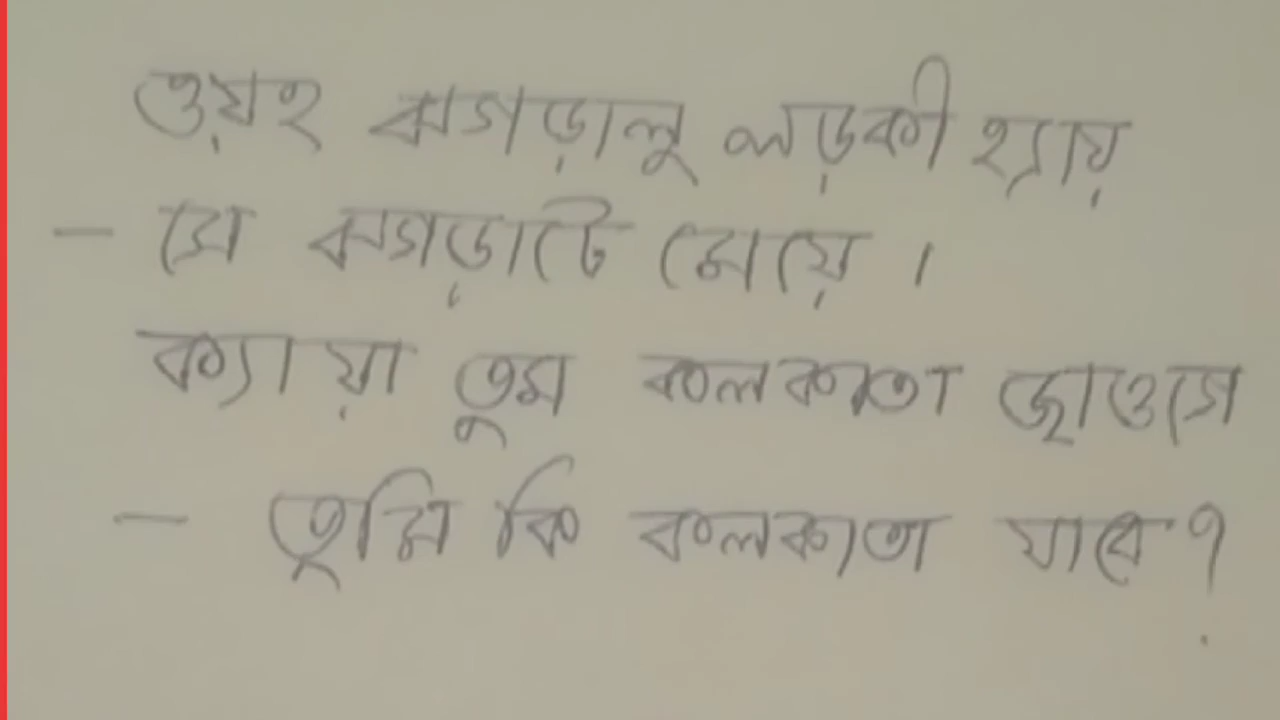 ওয়হ ঝগড়ালু লড়কী হ্যায়
- সে ঝগড়াটে মেয়ে ।
ক্যায়া তুম কলকাতা জাওগে
- তুমি কি কলকাতা যাবে ?